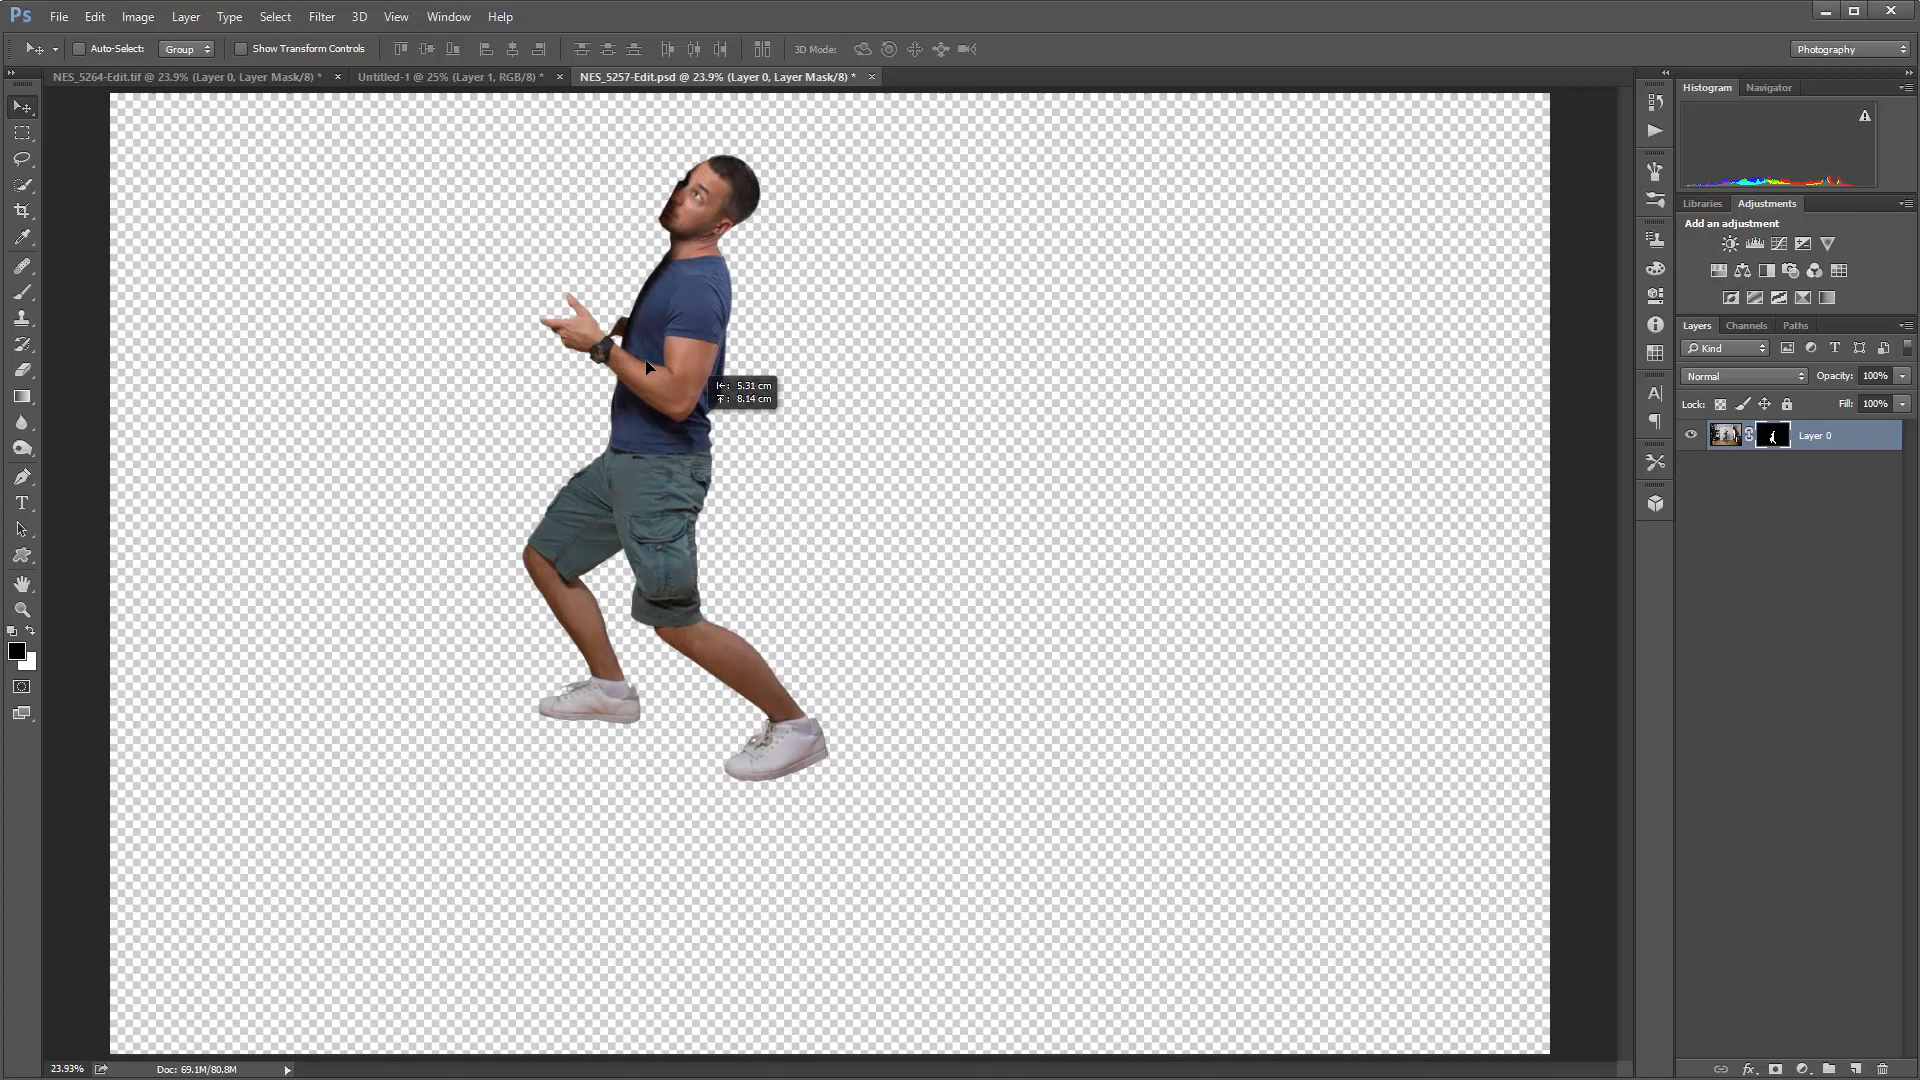 Ps File Edit Image Layer Type Select Filter 3D View Window Help
Auto-Select: Group Show Transform Controls 3D Mode: Photography
NES_5264-Edit.tif @ 23.9% (Layer 0, Layer Mask/8) * × Untitled-1 @ 25% (Layer 1, RGB/8) * × NES_5257-Edit.psd @ 23.9% (Layer 0, Layer Mask/8) * ×
Histogram Navigator
Libraries Adjustments
Add an adjustment
Layers Channels Paths
Kind
Normal Opacity: 100%
Lock: Fill: 100%
Layer 0
5.31 cm
8.14 cm
23.93% Doc: 69.1M/80.8M